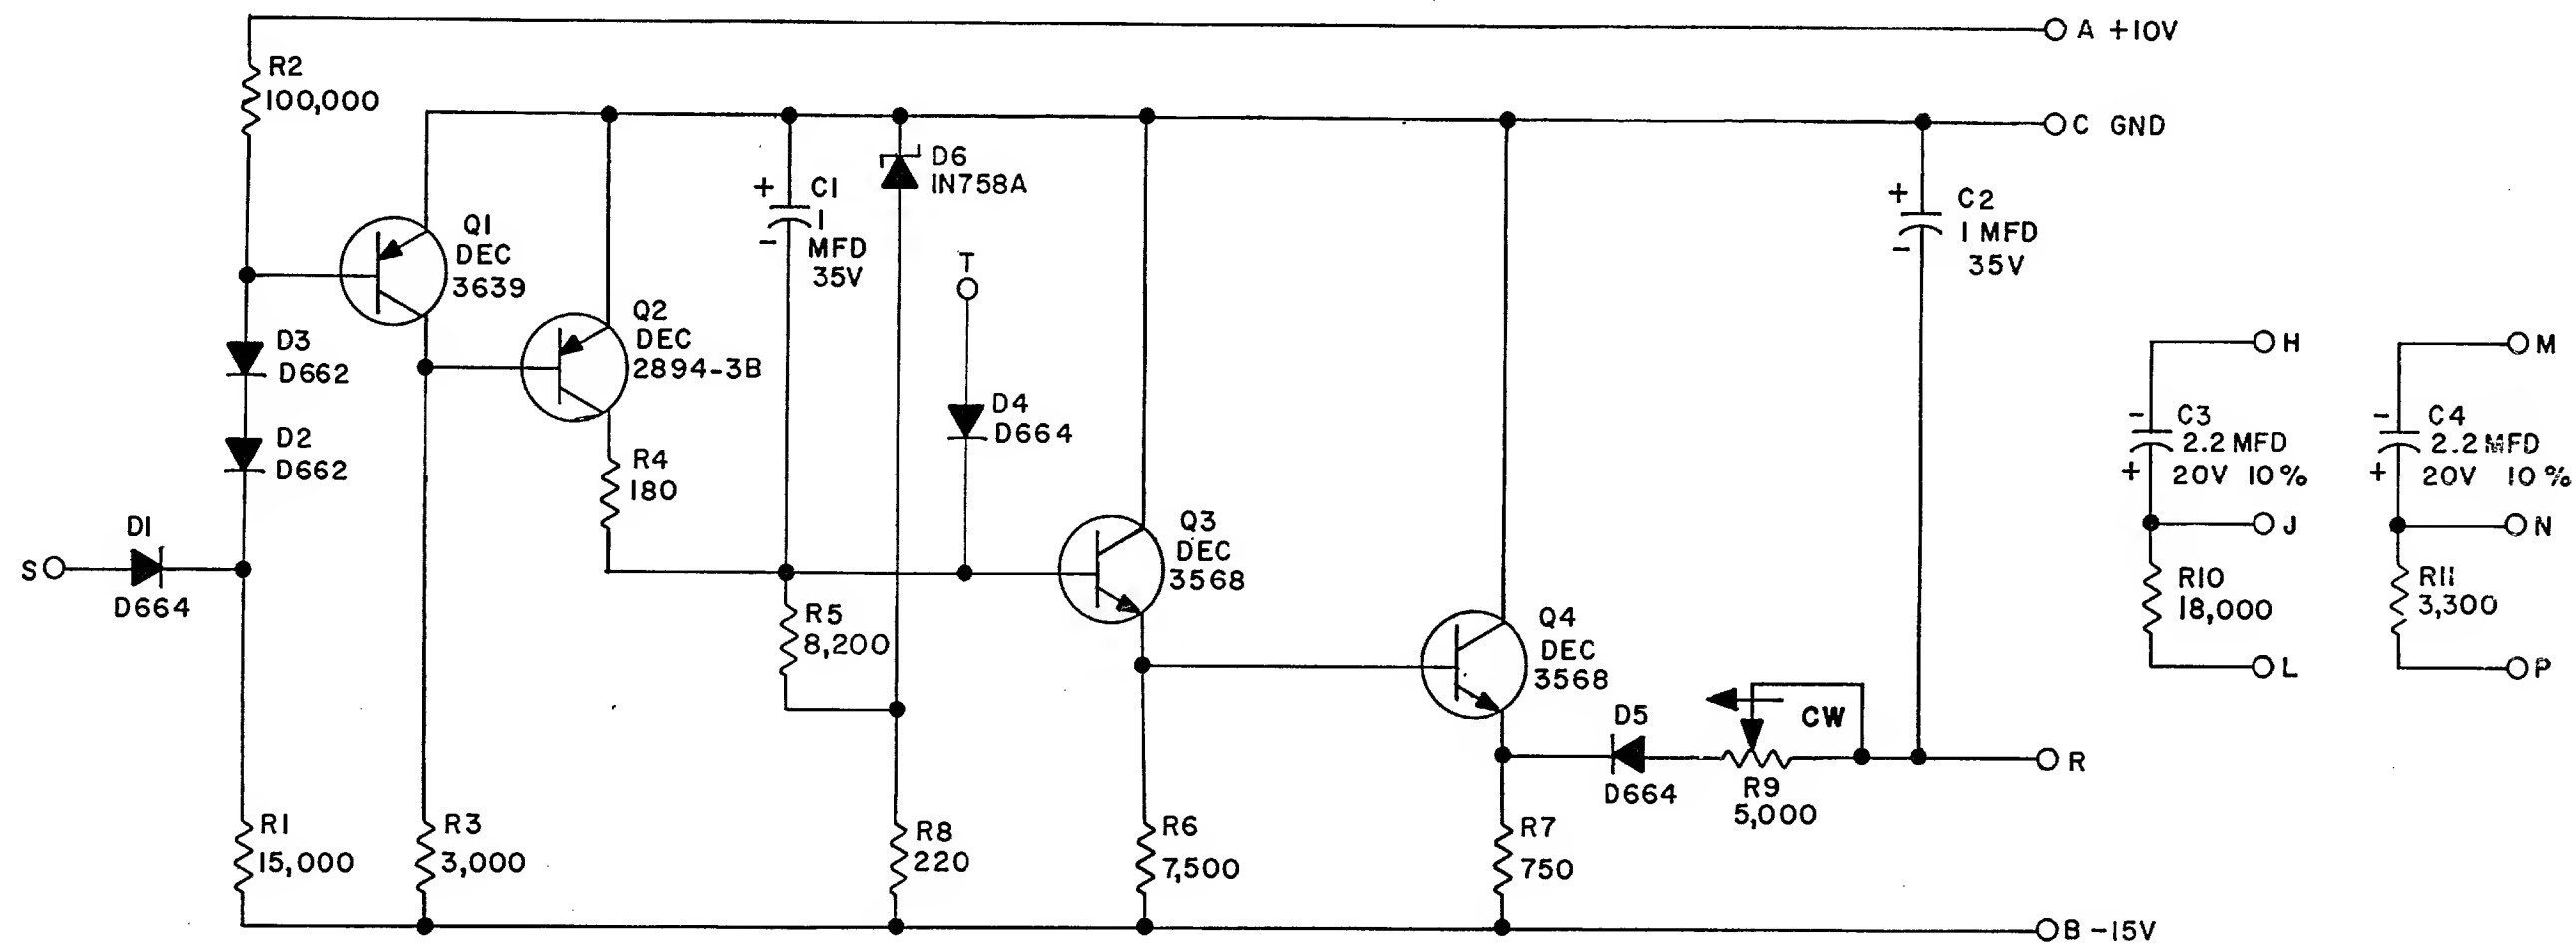 A +10V
R2
100,000
C GND
D6
1N758A
+ C1
1
MFD
35V
-
+ C2
1 MFD
35V
-
Q1
DEC
3639
T
Q2
DEC
2894-3B
D3
D662
D2
D662
D4
D664
R4
180
H
- C3
2.2 MFD
+ 20V 10%
J
R10
18,000
L
M
- C4
2.2 MFD
+ 20V 10%
N
R11
3,300
P
S
D1
D664
Q3
DEC
3568
R5
8,200
Q4
DEC
3568
D5
D664
CW
R9
5,000
R
R1
15,000
R3
3,000
R8
220
R6
7,500
R7
750
B -15V